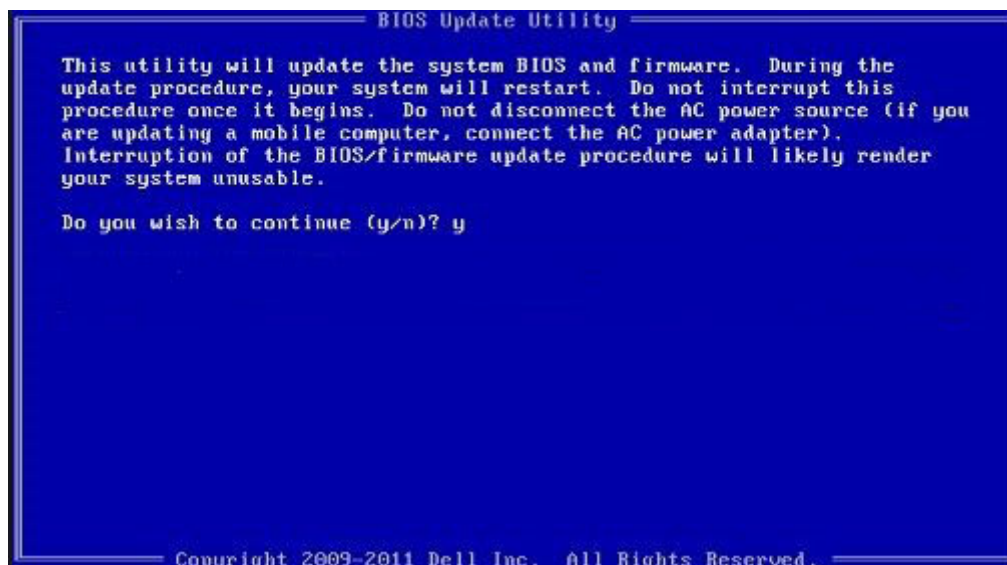 BIOS Update Utility
This utility will update the system BIOS and firmware. During the
update procedure, your system will restart. Do not interrupt this
procedure once it begins. Do not disconnect the AC power source (if you
are updating a mobile computer, connect the AC power adapter).
Interruption of the BIOS/firmware update procedure will likely render
your system unusable.
Do you wish to continue (y/n)? y
Copyright 2009-2011 Dell Inc. All Rights Reserved.